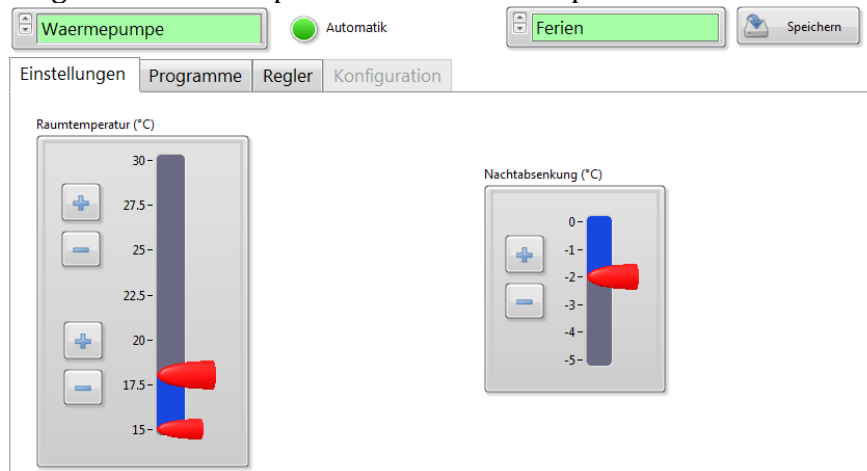 Waermepumpe
Automatik
Ferien
Speichern
Einstellungen
Programme
Regler
Konfiguration
Raumtemperatur (°C)
30
27.5
25
22.5
20
17.5
15
Nachtabsenkung (°C)
0
-1
-2
-3
-4
-5